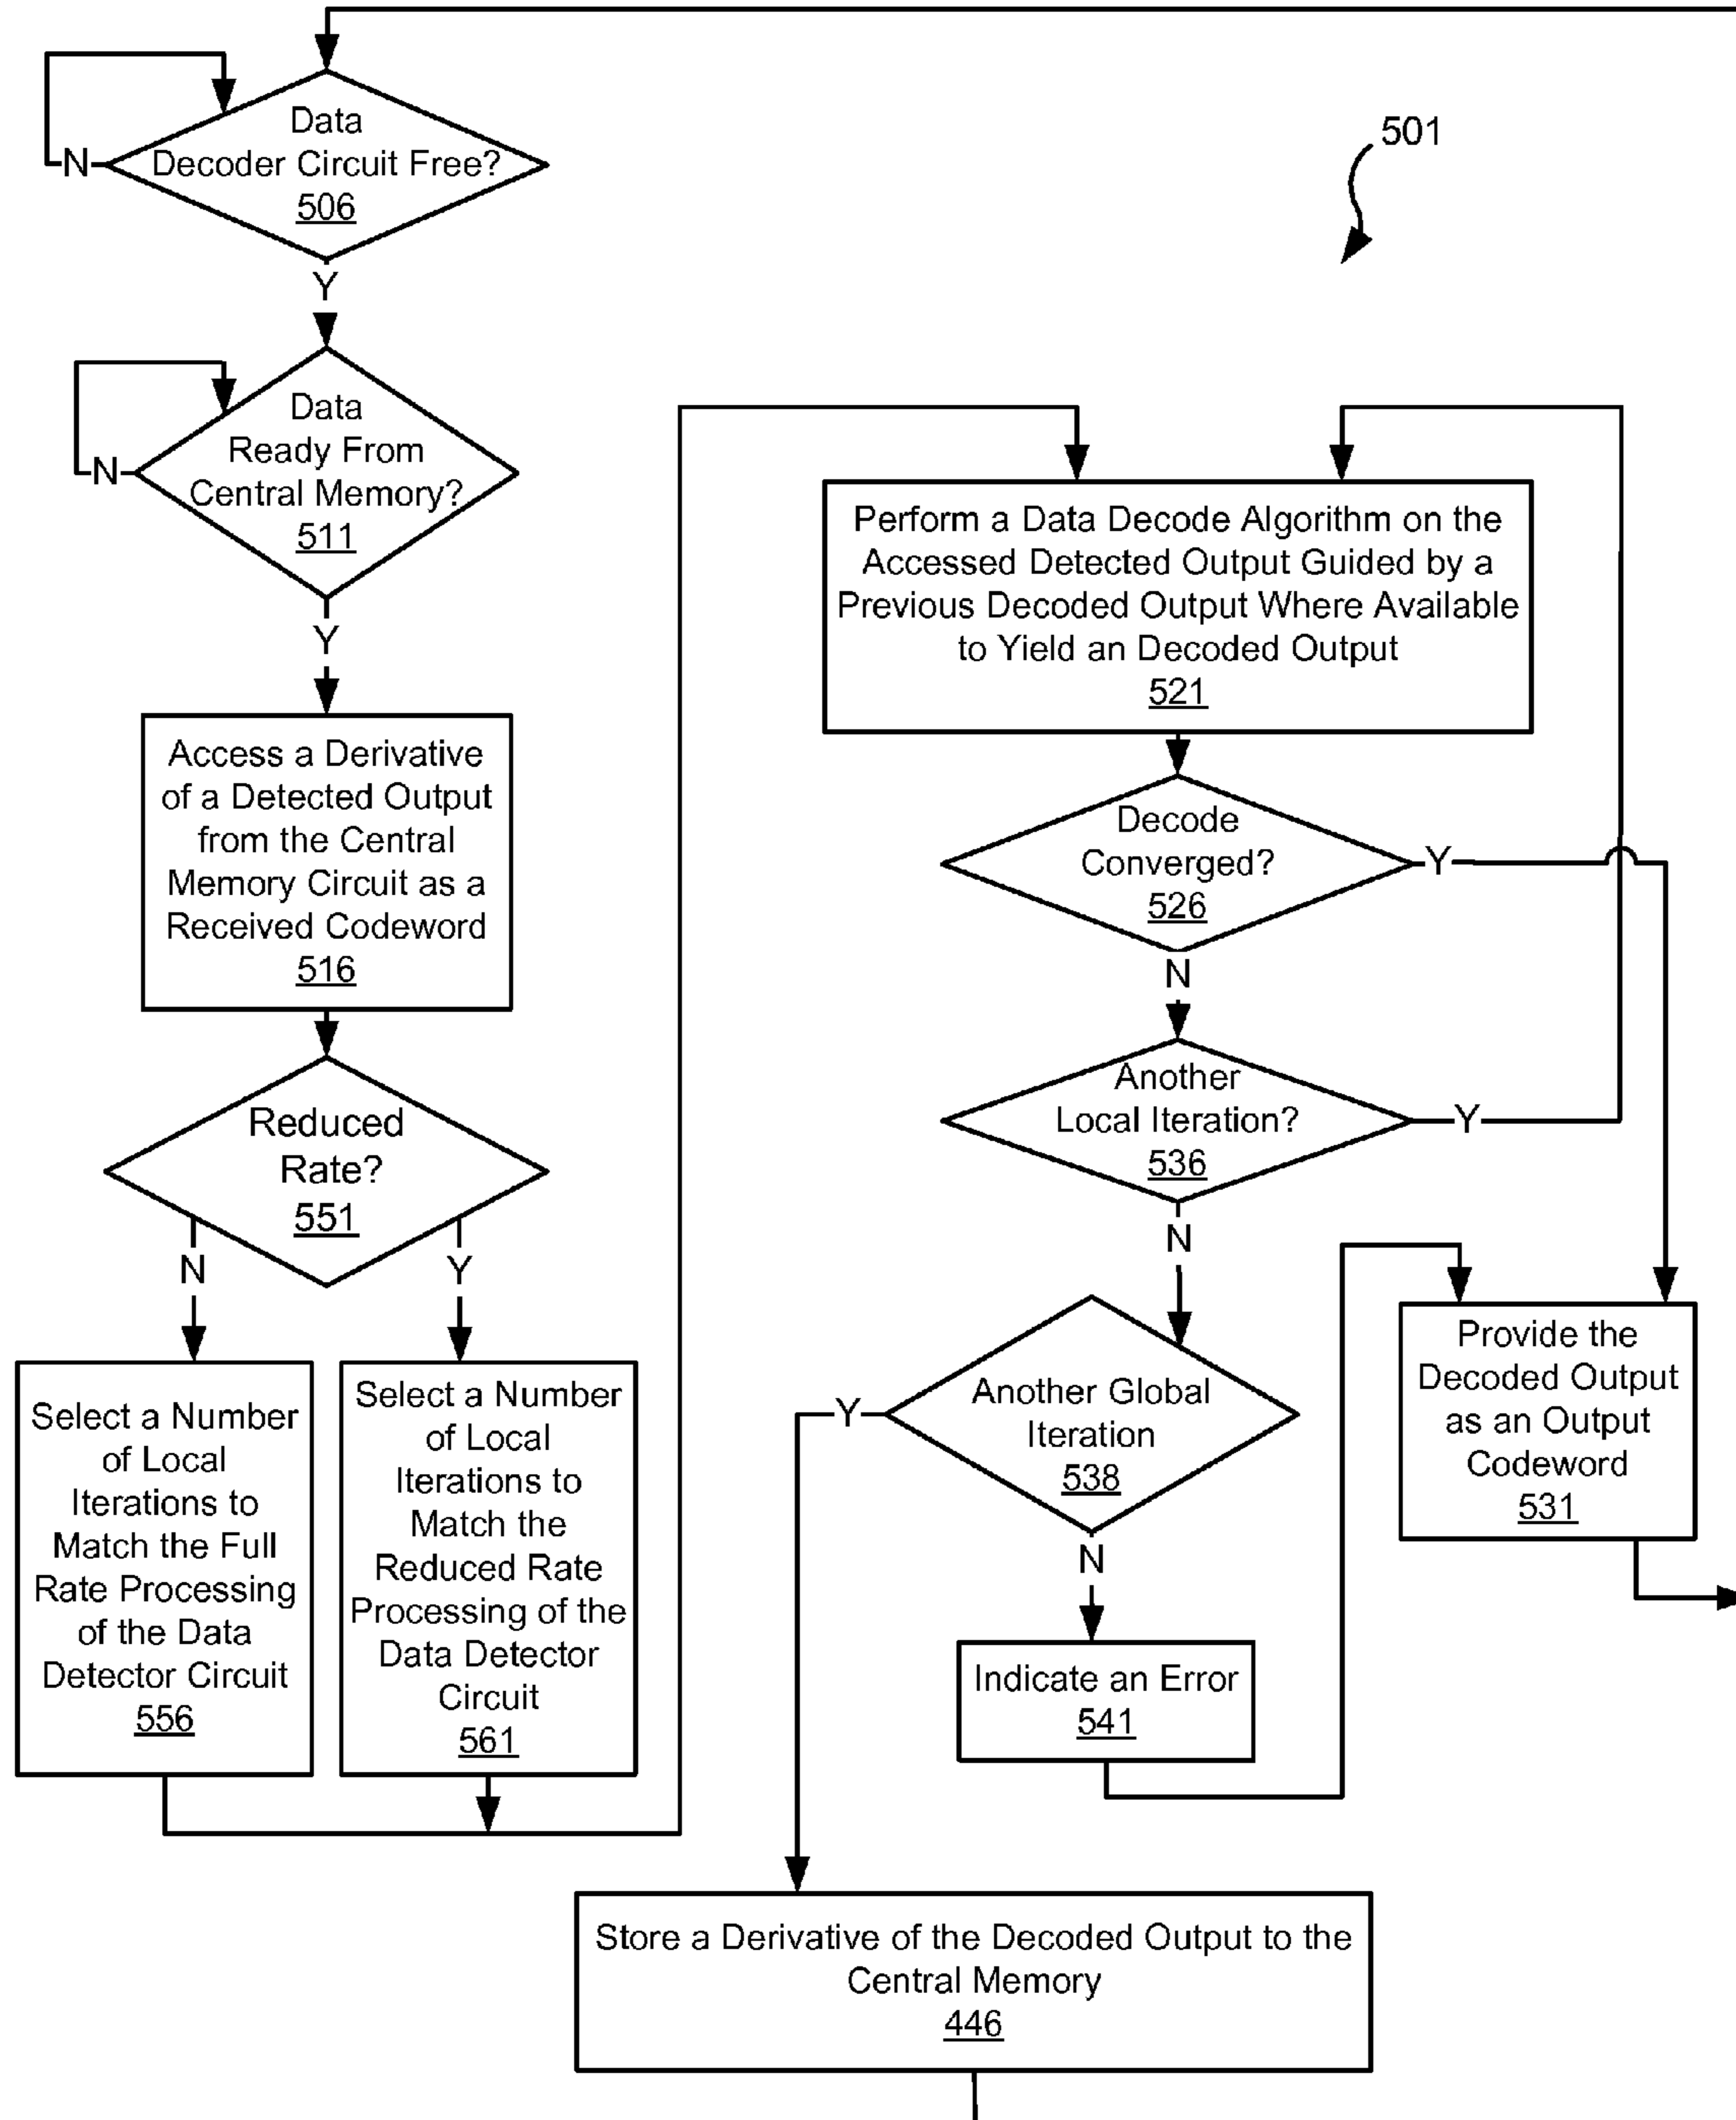 501
Data
Decoder Circuit Free?
506
N
Y
Data
Ready From
Central Memory?
511
N
Y
Access a Derivative
of a Detected Output
from the Central
Memory Circuit as a
Received Codeword
516
Reduced
Rate?
551
N
Y
Select a Number
of Local
Iterations to
Match the Full
Rate Processing
of the Data
Detector Circuit
556
Select a Number
of Local
Iterations to
Match the
Reduced Rate
Processing of the
Data Detector
Circuit
561
Perform a Data Decode Algorithm on the
Accessed Detected Output Guided by a
Previous Decoded Output Where Available
to Yield an Decoded Output
521
Decode
Converged?
526
Y
N
Another
Local Iteration?
536
Y
N
Another Global
Iteration
538
Y
N
Provide the
Decoded Output
as an Output
Codeword
531
Indicate an Error
541
Store a Derivative of the Decoded Output to the
Central Memory
446